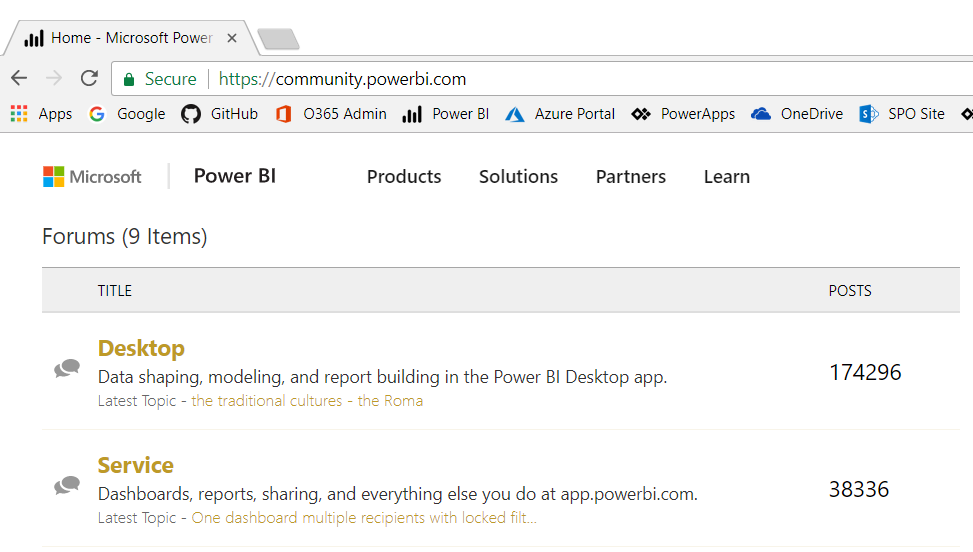 Home - Microsoft Power
Secure https://community.powerbi.com
Apps Google GitHub O365 Admin Power BI Azure Portal PowerApps OneDrive SPO Site
Microsoft Power BI Products Solutions Partners Learn
Forums (9 Items)
TITLE POSTS
Desktop
Data shaping, modeling, and report building in the Power BI Desktop app.
174296
Latest Topic - the traditional cultures - the Roma
Service
Dashboards, reports, sharing, and everything else you do at app.powerbi.com.
38336
Latest Topic - One dashboard multiple recipients with locked filt...